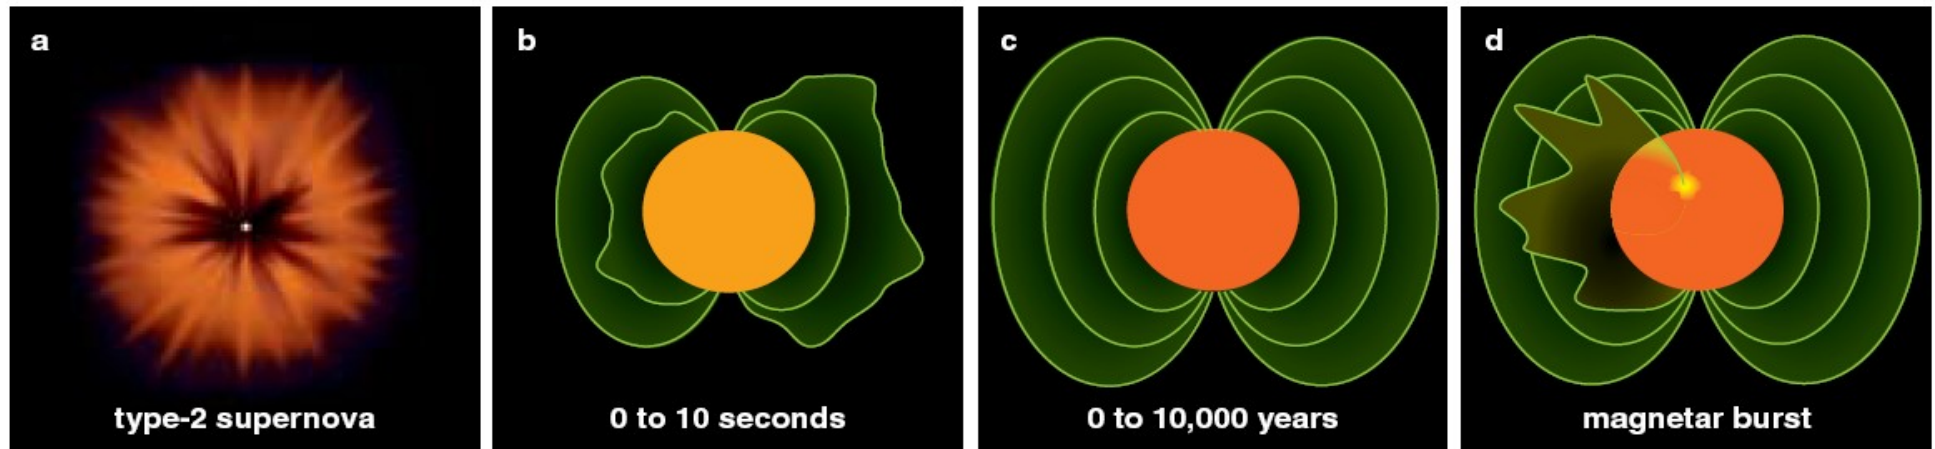 a
type-2 supernova
b
0 to 10 seconds
c
0 to 10,000 years
d
magnetar burst